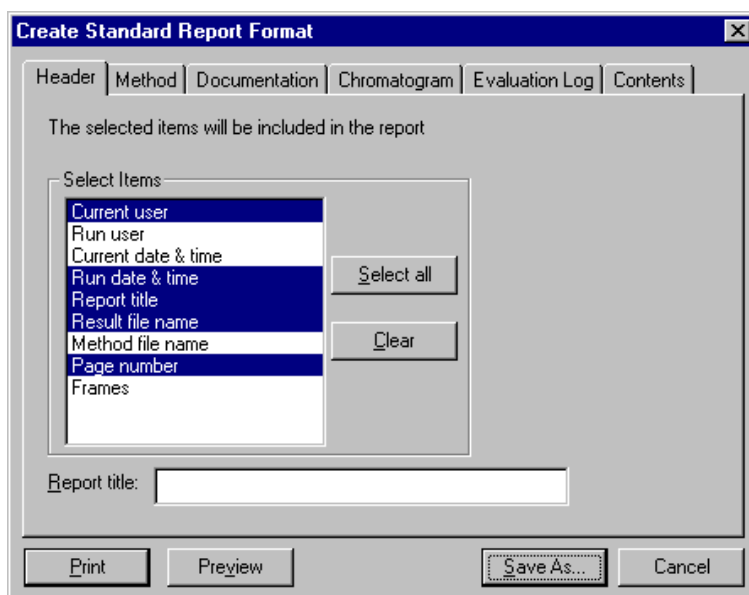 Create Standard Report Format
Header Method Documentation Chromatogram Evaluation Log Contents
The selected items will be included in the report
Select Items
Current user
Run user
Current date & time
Run date & time
Report title
Result file name
Method file name
Page number
Frames
Select all
Clear
Report title:
Print Preview Save As... Cancel